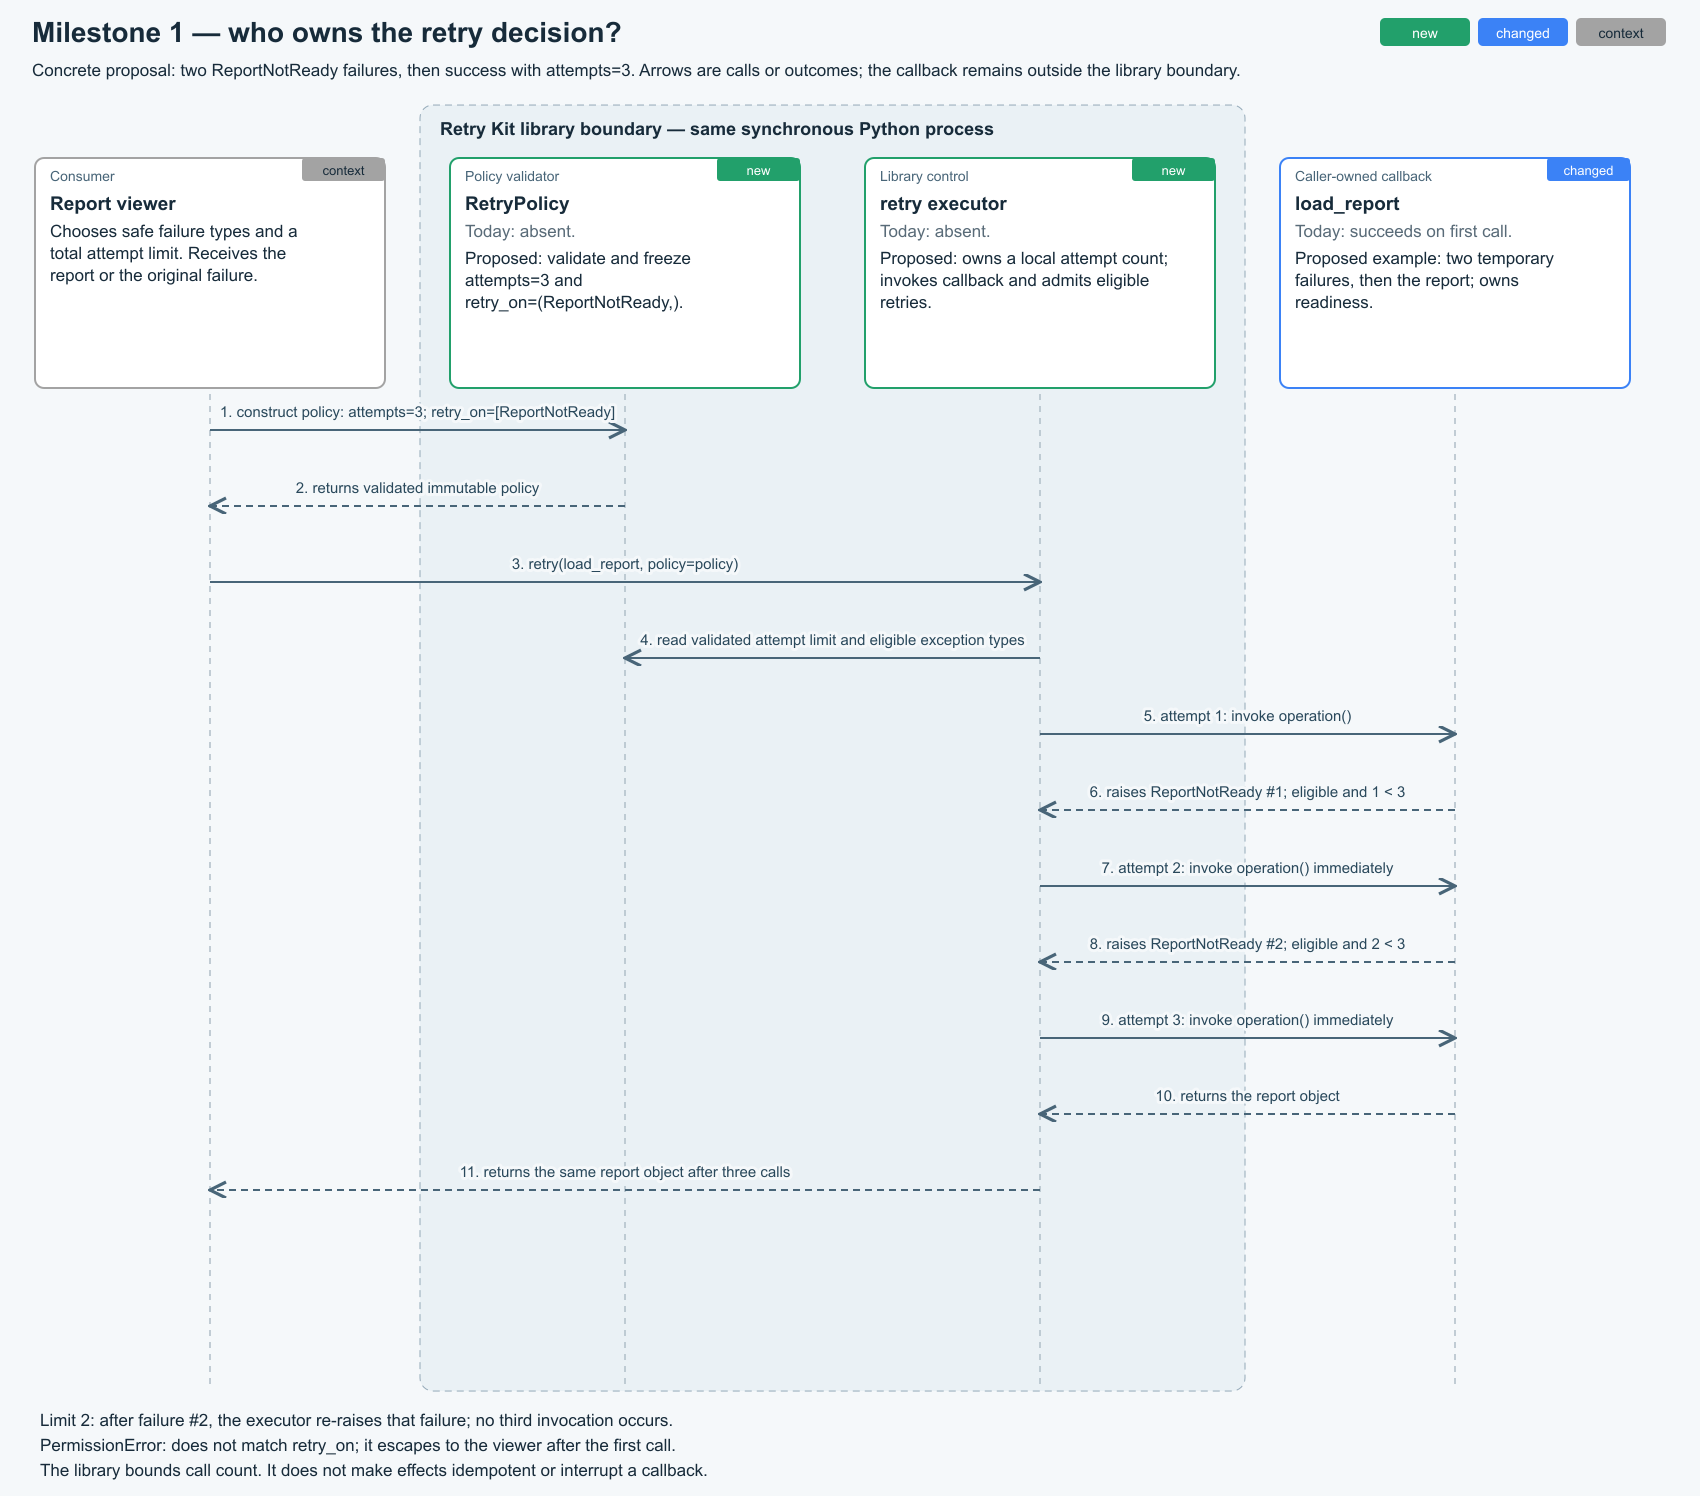 Milestone 1 — who owns the retry decision?
new
changed
context
Concrete proposal: two ReportNotReady failures, then success with attempts=3. Arrows are calls or outcomes; the callback remains outside the library boundary.
Retry Kit library boundary — same synchronous Python process
context
Consumer
Report viewer
Chooses safe failure types and a
total attempt limit. Receives the
report or the original failure.
new
Policy validator
RetryPolicy
Today: absent.
Proposed: validate and freeze
attempts=3 and
retry_on=(ReportNotReady,).
new
Library control
retry executor
Today: absent.
Proposed: owns a local attempt count;
invokes callback and admits eligible
retries.
changed
Caller-owned callback
load_report
Today: succeeds on first call.
Proposed example: two temporary
failures, then the report; owns
readiness.
1. construct policy: attempts=3; retry_on=[ReportNotReady]
2. returns validated immutable policy
3. retry(load_report, policy=policy)
4. read validated attempt limit and eligible exception types
5. attempt 1: invoke operation()
6. raises ReportNotReady #1; eligible and 1 < 3
7. attempt 2: invoke operation() immediately
8. raises ReportNotReady #2; eligible and 2 < 3
9. attempt 3: invoke operation() immediately
10. returns the report object
11. returns the same report object after three calls
Limit 2: after failure #2, the executor re-raises that failure; no third invocation occurs.
PermissionError: does not match retry_on; it escapes to the viewer after the first call.
The library bounds call count. It does not make effects idempotent or interrupt a callback.